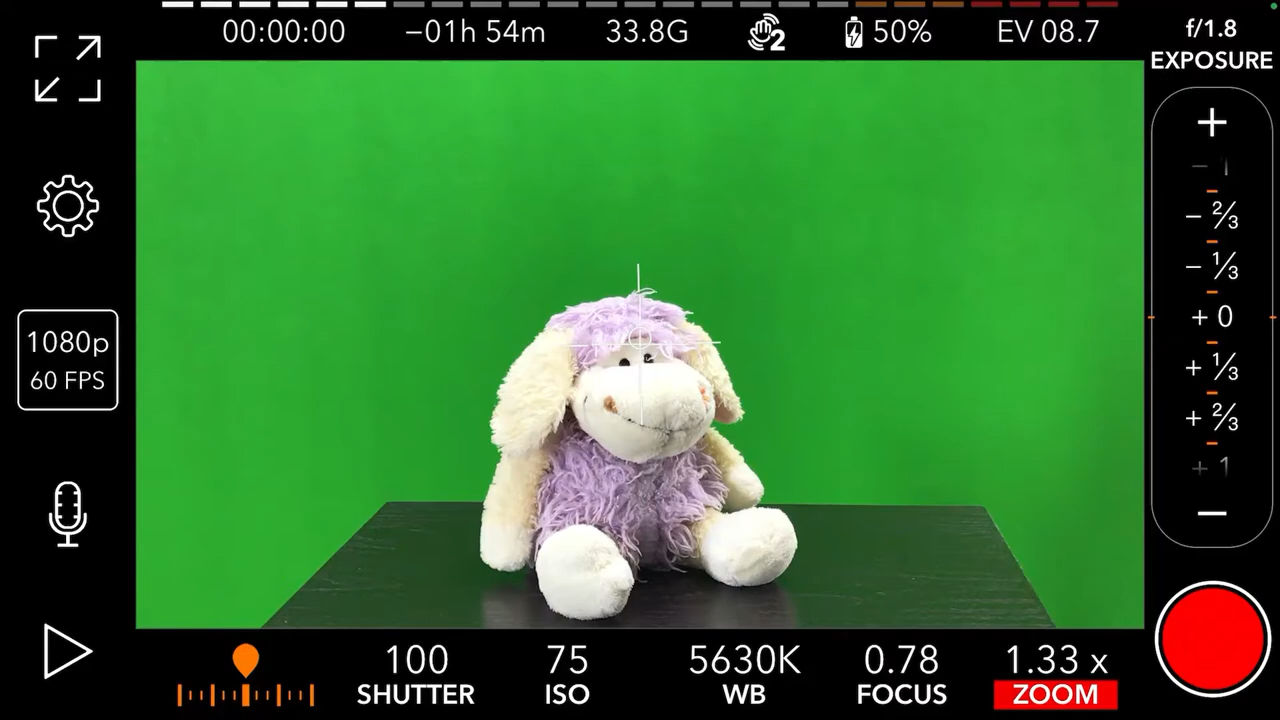 00:00:00 −01h 54m 33.8G 2 50% EV 08.7 f/1.8
EXPOSURE
+
− 1
− ⅔
− ⅓
+ 0
+ ⅓
+ ⅔
+ 1
−
1080p
60 FPS
100 75 5630K 0.78 1.33 x
SHUTTER ISO WB FOCUS ZOOM